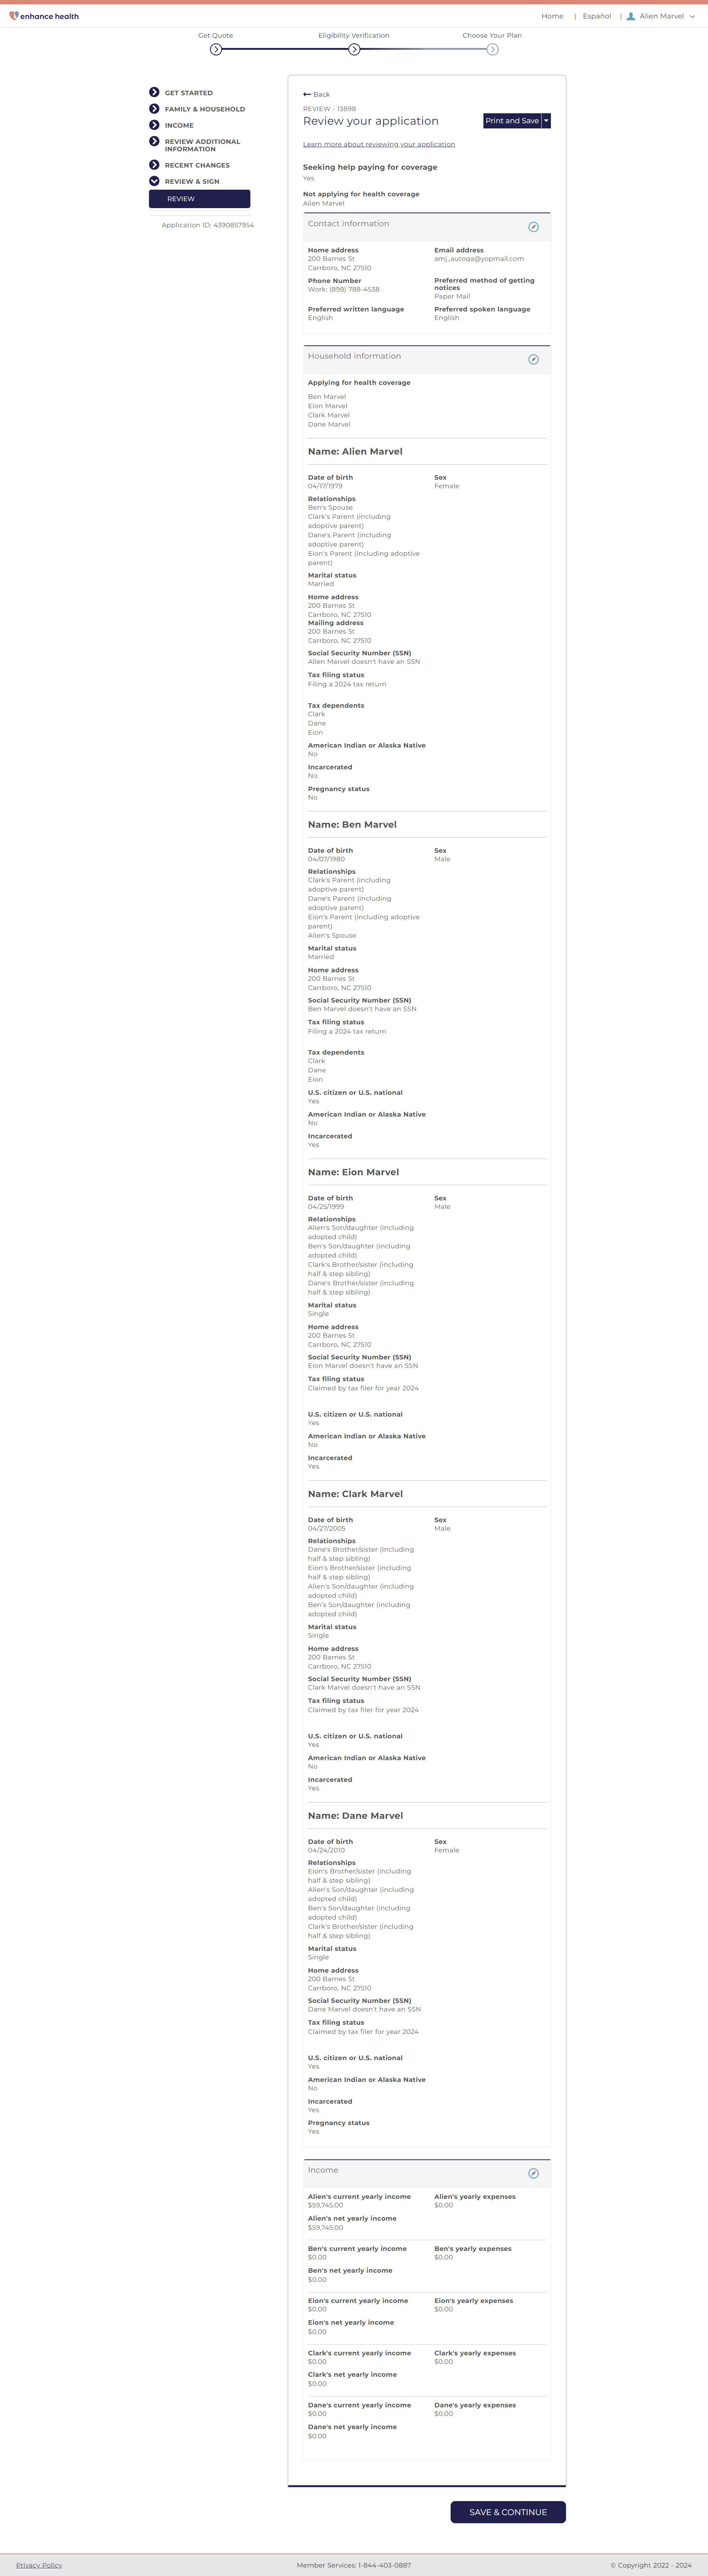 enhance health
Home | Español | Alien Marvel
Get Quote Eligibility Verification Choose Your Plan
GET STARTED
FAMILY & HOUSEHOLD
INCOME
REVIEW ADDITIONAL
INFORMATION
RECENT CHANGES
REVIEW & SIGN
REVIEW
Application ID: 4390857954
Back
REVIEW - 13898
Review your application
Print and Save
Learn more about reviewing your application
Seeking help paying for coverage
Yes
Not applying for health coverage
Alien Marvel
Contact information
Home address
200 Barnes St
Carrboro, NC 27510
Email address
amj_autoqa@yopmail.com
Phone Number
Work: (898) 788-4538
Preferred method of getting
notices
Paper Mail
Preferred written language
English
Preferred spoken language
English
Household information
Applying for health coverage
Ben Marvel
Eion Marvel
Clark Marvel
Dane Marvel
Name: Alien Marvel
Date of birth
04/17/1979
Sex
Female
Relationships
Ben's Spouse
Clark's Parent (including
adoptive parent)
Dane's Parent (including
adoptive parent)
Eion's Parent (including adoptive
parent)
Marital status
Married
Home address
200 Barnes St
Carrboro, NC 27510
Mailing address
200 Barnes St
Carrboro, NC 27510
Social Security Number (SSN)
Alien Marvel doesn't have an SSN
Tax filing status
Filing a 2024 tax return
Tax dependents
Clark
Dane
Eion
American Indian or Alaska Native
No
Incarcerated
No
Pregnancy status
No
Name: Ben Marvel
Date of birth
04/07/1980
Sex
Male
Relationships
Clark's Parent (including
adoptive parent)
Dane's Parent (including
adoptive parent)
Eion's Parent (including adoptive
parent)
Alien's Spouse
Marital status
Married
Home address
200 Barnes St
Carrboro, NC 27510
Social Security Number (SSN)
Ben Marvel doesn't have an SSN
Tax filing status
Filing a 2024 tax return
Tax dependents
Clark
Dane
Eion
U.S. citizen or U.S. national
Yes
American Indian or Alaska Native
No
Incarcerated
Yes
Name: Eion Marvel
Date of birth
04/25/1999
Sex
Male
Relationships
Alien's Son/daughter (including
adopted child)
Ben's Son/daughter (including
adopted child)
Clark's Brother/sister (including
half & step sibling)
Dane's Brother/sister (including
half & step sibling)
Marital status
Single
Home address
200 Barnes St
Carrboro, NC 27510
Social Security Number (SSN)
Eion Marvel doesn't have an SSN
Tax filing status
Claimed by tax filer for year 2024
U.S. citizen or U.S. national
Yes
American Indian or Alaska Native
No
Incarcerated
Yes
Name: Clark Marvel
Date of birth
04/27/2005
Sex
Male
Relationships
Dane's Brother/sister (including
half & step sibling)
Eion's Brother/sister (including
half & step sibling)
Alien's Son/daughter (including
adopted child)
Ben's Son/daughter (including
adopted child)
Marital status
Single
Home address
200 Barnes St
Carrboro, NC 27510
Social Security Number (SSN)
Clark Marvel doesn't have an SSN
Tax filing status
Claimed by tax filer for year 2024
U.S. citizen or U.S. national
Yes
American Indian or Alaska Native
No
Incarcerated
Yes
Name: Dane Marvel
Date of birth
04/24/2010
Sex
Female
Relationships
Eion's Brother/sister (including
half & step sibling)
Alien's Son/daughter (including
adopted child)
Ben's Son/daughter (including
adopted child)
Clark's Brother/sister (including
half & step sibling)
Marital status
Single
Home address
200 Barnes St
Carrboro, NC 27510
Social Security Number (SSN)
Dane Marvel doesn't have an SSN
Tax filing status
Claimed by tax filer for year 2024
U.S. citizen or U.S. national
Yes
American Indian or Alaska Native
No
Incarcerated
Yes
Pregnancy status
Yes
Income
Alien's current yearly income
$59,745.00
Alien's yearly expenses
$0.00
Alien's net yearly income
$59,745.00
Ben's current yearly income
$0.00
Ben's yearly expenses
$0.00
Ben's net yearly income
$0.00
Eion's current yearly income
$0.00
Eion's yearly expenses
$0.00
Eion's net yearly income
$0.00
Clark's current yearly income
$0.00
Clark's yearly expenses
$0.00
Clark's net yearly income
$0.00
Dane's current yearly income
$0.00
Dane's yearly expenses
$0.00
Dane's net yearly income
$0.00
SAVE & CONTINUE
Privacy Policy Member Services: 1-844-403-0887 © Copyright 2022 - 2024